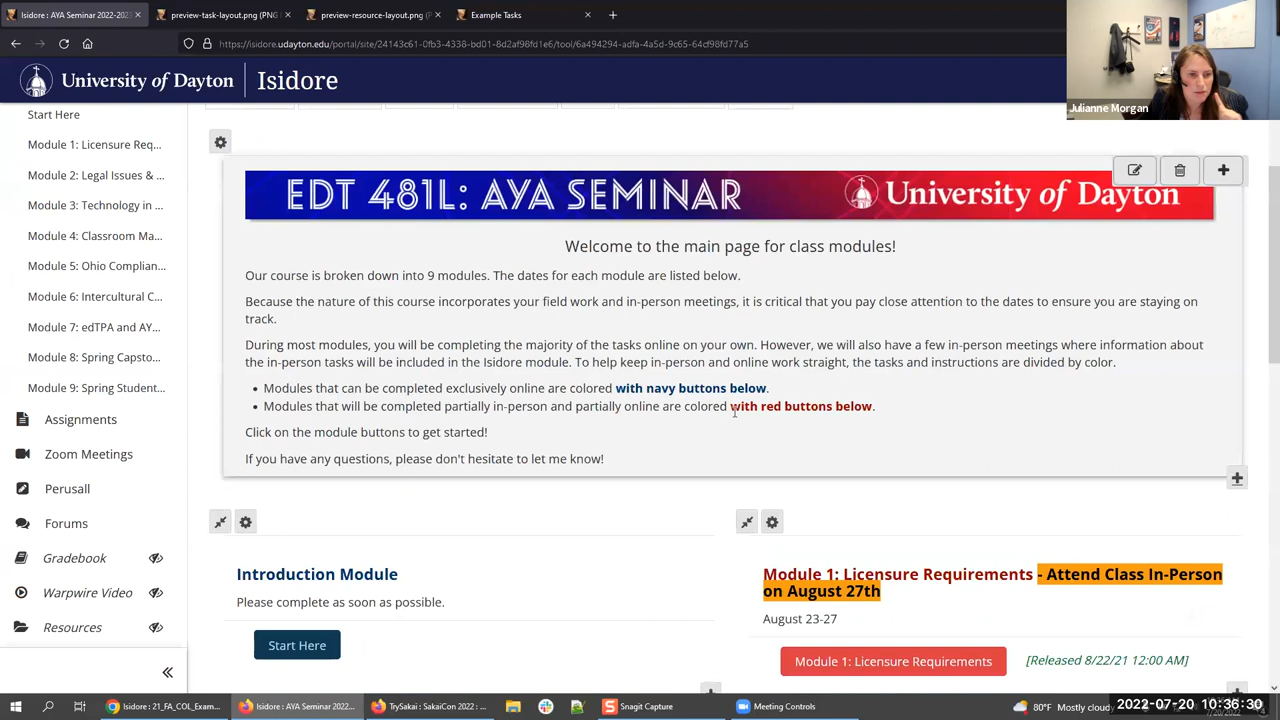 Isidore : AYA Seminar 2022-2023
preview-task-layout.png (PNG I
preview-resource-layout.png (PNG
Example Tasks
https://isidore.udayton.edu/portal/site/24143c61-0fb3-4338-bd01-8d2af98fd1e6/tool/6a494294-adfa-4a5d-9c65-64cf98fd77a5
University of Dayton
Isidore
Julianne Morgan
Start Here
Module 1: Licensure Req...
Module 2: Legal Issues & ...
Module 3: Technology in ...
Module 4: Classroom Ma...
Module 5: Ohio Complian...
Module 6: Intercultural C...
Module 7: edTPA and AY...
Module 8: Spring Capsto...
Module 9: Spring Student...
Assignments
Zoom Meetings
Perusall
Forums
Gradebook
Warpwire Video
Resources
EDT 481L: AYA SEMINAR
University of Dayton
Welcome to the main page for class modules!
Our course is broken down into 9 modules. The dates for each module are listed below.
Because the nature of this course incorporates your field work and in-person meetings, it is critical that you pay close attention to the dates to ensure you are staying on
track.
During most modules, you will be completing the majority of the tasks online on your own. However, we will also have a few in-person meetings where information about
the in-person tasks will be included in the Isidore module. To help keep in-person and online work straight, the tasks and instructions are divided by color.
• Modules that can be completed exclusively online are colored with navy buttons below.
• Modules that will be completed partially in-person and partially online are colored with red buttons below.
Click on the module buttons to get started!
If you have any questions, please don't hesitate to let me know!
Introduction Module
Please complete as soon as possible.
Start Here
Module 1: Licensure Requirements - Attend Class In-Person
on August 27th
August 23-27
Module 1: Licensure Requirements
[Released 8/22/21 12:00 AM]
Isidore : 21_FA_COL_Exam...
Isidore : AYA Seminar 2022...
TrySakai : SakaiCon 2022 : ...
Snagit Capture
Meeting Controls
80°F Mostly cloudy
2022-07-20 10:36:30